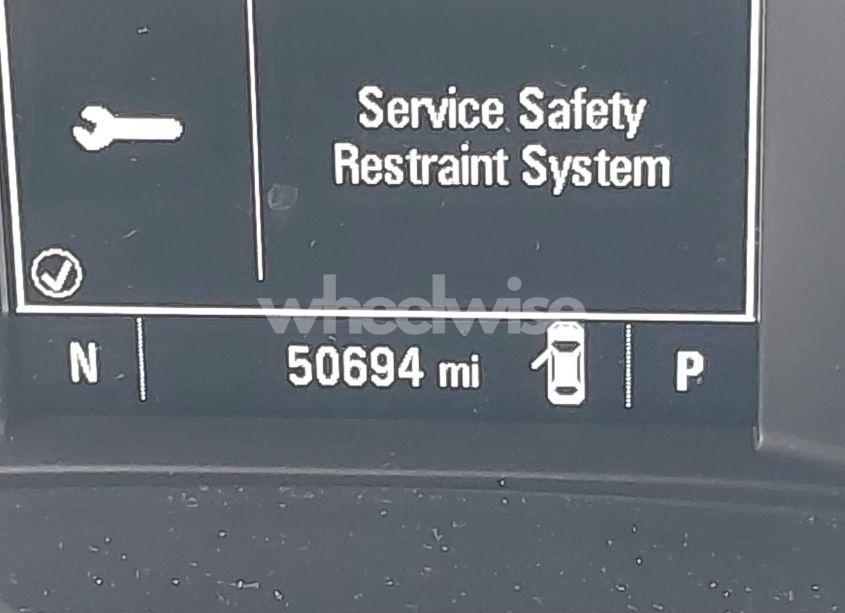 Service Safety
Restraint System
wheelwise
N 50694 mi P